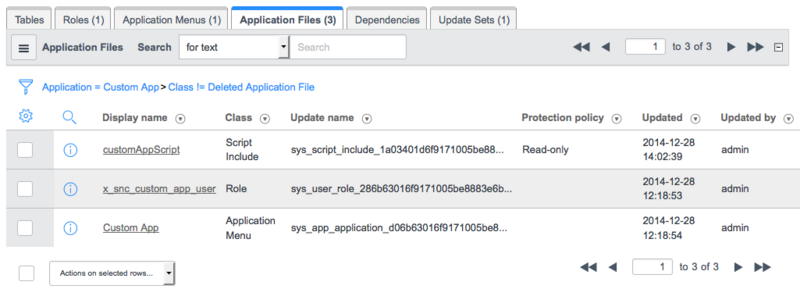 Tables Roles (1) Application Menus (1) Application Files (3) Dependencies Update Sets (1)
Application Files Search for text Search 1 to 3 of 3
Application = Custom App > Class != Deleted Application File
Display name Class Update name Protection policy Updated Updated by
customAppScript Script Include sys_script_include_1a03401d6f9171005be88... Read-only 2014-12-28 14:02:39 admin
x_snc_custom_app_user Role sys_user_role_286b63016f9171005be8883e6b... 2014-12-28 12:18:53 admin
Custom App Application Menu sys_app_application_d06b63016f9171005be8... 2014-12-28 12:18:54 admin
Actions on selected rows... 1 to 3 of 3